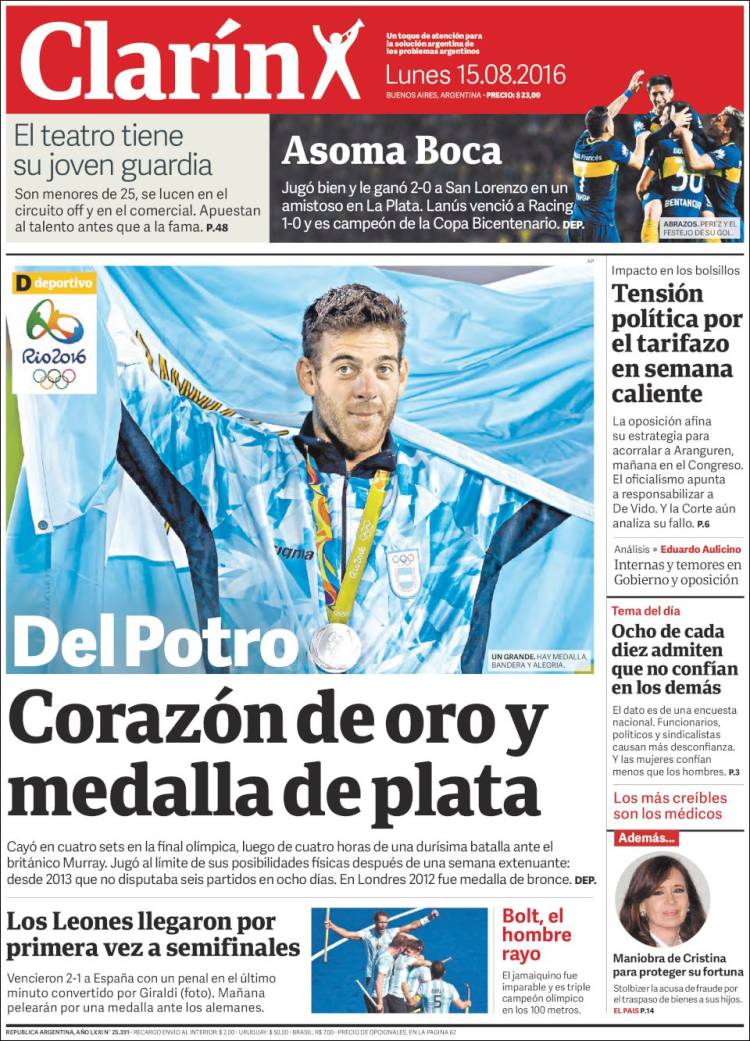 Clarín
Un toque de atención para
la solución argentina de
los problemas argentinos
Lunes 15.08.2016
BUENOS AIRES, ARGENTINA • PRECIO: $ 23,00
El teatro tiene
su joven guardia
Son menores de 25, se lucen en el
circuito off y en el comercial. Apuestan
al talento antes que a la fama. P.48
Asoma Boca
Jugó bien y le ganó 2-0 a San Lorenzo en un
amistoso en La Plata. Lanús venció a Racing
1-0 y es campeón de la Copa Bicentenario. DEP.
BBVA Francés
7
30
BENTANCUR
ABRAZOS. PEREZ Y EL
FESTEJO DE SU GOL.
AP
D deportivo
Rio2016
signia
Rio2016
Del Potro
UN GRANDE. HAY MEDALLA,
BANDERA Y ALEGRIA.
Corazón de oro y
medalla de plata
Cayó en cuatro sets en la final olímpica, luego de cuatro horas de una durísima batalla ante el
británico Murray. Jugó al límite de sus posibilidades físicas después de una semana extenuante:
desde 2013 que no disputaba seis partidos en ocho días. En Londres 2012 fue medalla de bronce. DEP.
Los Leones llegaron por
primera vez a semifinales
Vencieron 2-1 a España con un penal en el último
minuto convertido por Giraldi (foto). Mañana
pelearán por una medalla ante los alemanes.
5
Bolt, el
hombre
rayo
El jamaiquino fue
imparable y es triple
campeón olímpico
en los 100 metros.
Impacto en los bolsillos
Tensión
política por
el tarifazo
en semana
caliente
La oposición afina
su estrategia para
acorralar a Aranguren,
mañana en el Congreso.
El oficialismo apunta
a responsabilizar a
De Vido. Y la Corte aún
analiza su fallo. P.6
Análisis • Eduardo Aulicino
Internas y temores en
Gobierno y oposición
Tema del día
Ocho de cada
diez admiten
que no confían
en los demás
El dato es de una encuesta
nacional. Funcionarios,
políticos y sindicalistas
causan más desconfianza.
Y las mujeres confían
menos que los hombres. P.3
Los más creíbles
son los médicos
Además...
Maniobra de Cristina
para proteger su fortuna
Stolbizer la acusa de fraude por
el traspaso de bienes a sus hijos.
EL PAIS P.14
REPUBLICA ARGENTINA, AÑO LXXI N° 25.391 • RECARGO ENVIO AL INTERIOR: $ 2,00 - URUGUAY: $ 50,00 - BRASIL: R$ 7.00 - PRECIO DE OPCIONALES, EN LA PAGINA 62